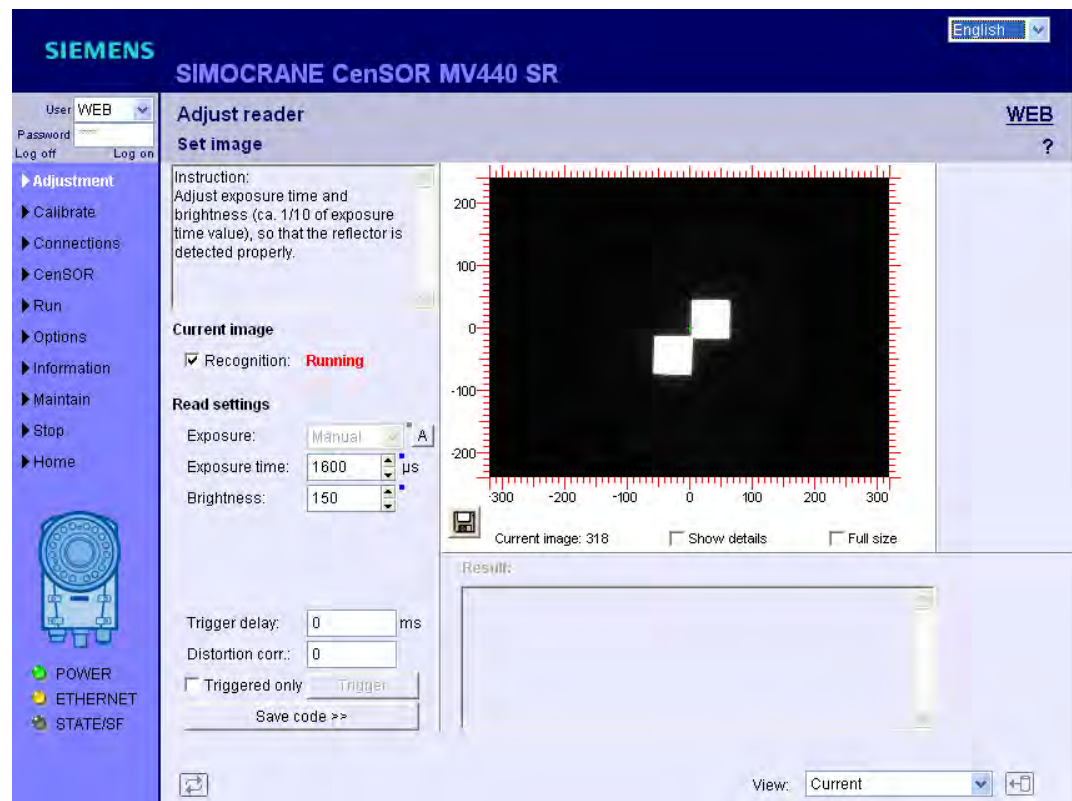 SIEMENS
English
SIMOCRANE CenSOR MV440 SR
User WEB
Password
Log off Log on
Adjust reader
WEB
Set image
?
Adjustment
Calibrate
Connections
CenSOR
Run
Options
Information
Maintain
Stop
Home
POWER
ETHERNET
STATE/SF
Instruction:
Adjust exposure time and
brightness (ca. 1/10 of exposure
time value), so that the reflector is
detected properly.
Current image
Recognition: Running
Read settings
Exposure: Manual A
Exposure time: 1600 µs
Brightness: 150
Trigger delay: 0 ms
Distortion corr.: 0
Triggered only Trigger
Save code >>
200
100
0
-100
-200
-300 -200 -100 0 100 200 300
Current image: 318 Show details Full size
Result:
View: Current